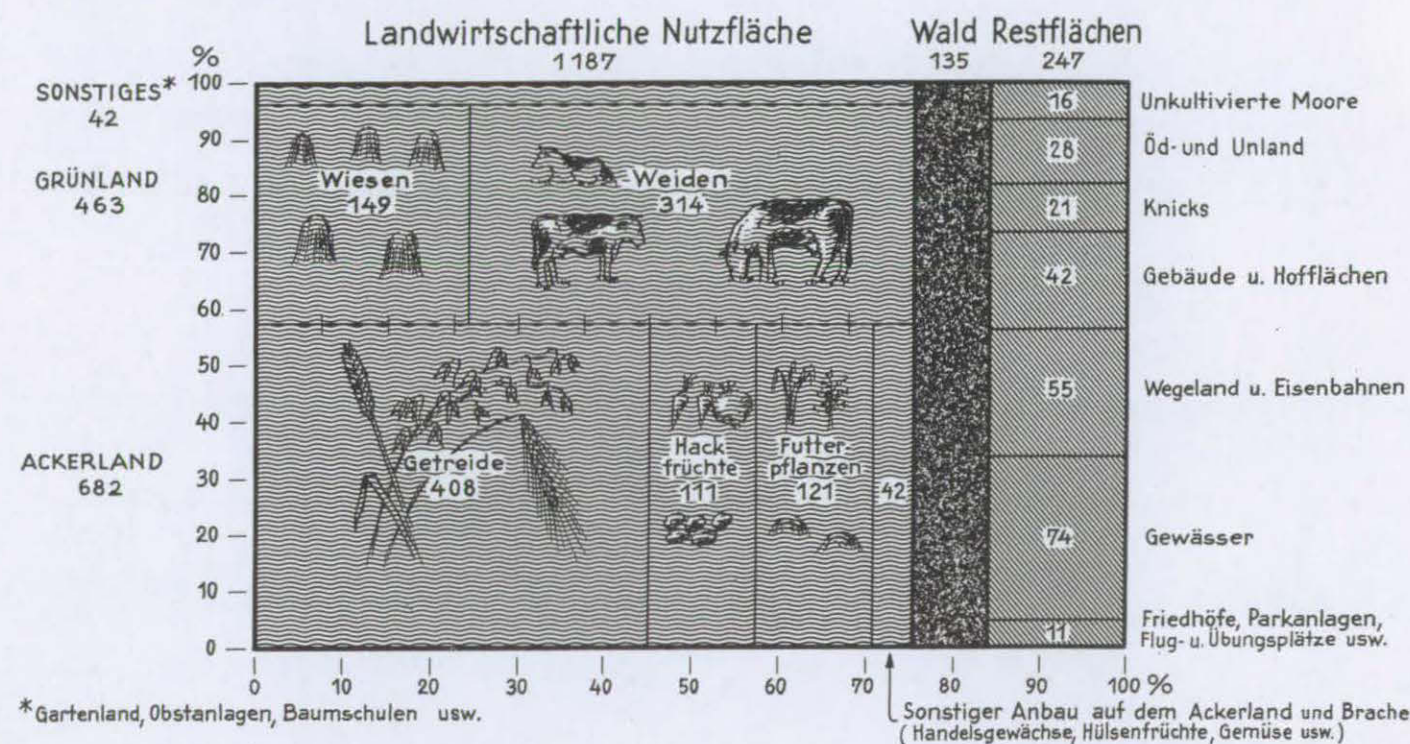 Landwirtschaftliche Nutzfläche
1187
Wald
135
Restflächen
247
%
100
90
80
70
60
50
40
30
20
10
0
SONSTIGES*
42
GRÜNLAND
463
ACKERLAND
682
Wiesen
149
Weiden
314
Getreide
408
Hack
früchte
111
Futter-
pflanzen
121
42
16
Unkultivierte Moore
28
Öd- und Unland
21
Knicks
42
Gebäude u. Hofflächen
55
Wegeland u. Eisenbahnen
74
Gewässer
11
Friedhöfe, Parkanlagen,
Flug- u. Übungsplätze usw.
0 10 20 30 40 50 60 70 80 90 100 %
*Gartenland, Obstanlagen, Baumschulen usw.
Sonstiger Anbau auf dem Ackerland und Brache
(Handelsgewächse, Hülsenfrüchte, Gemüse usw.)